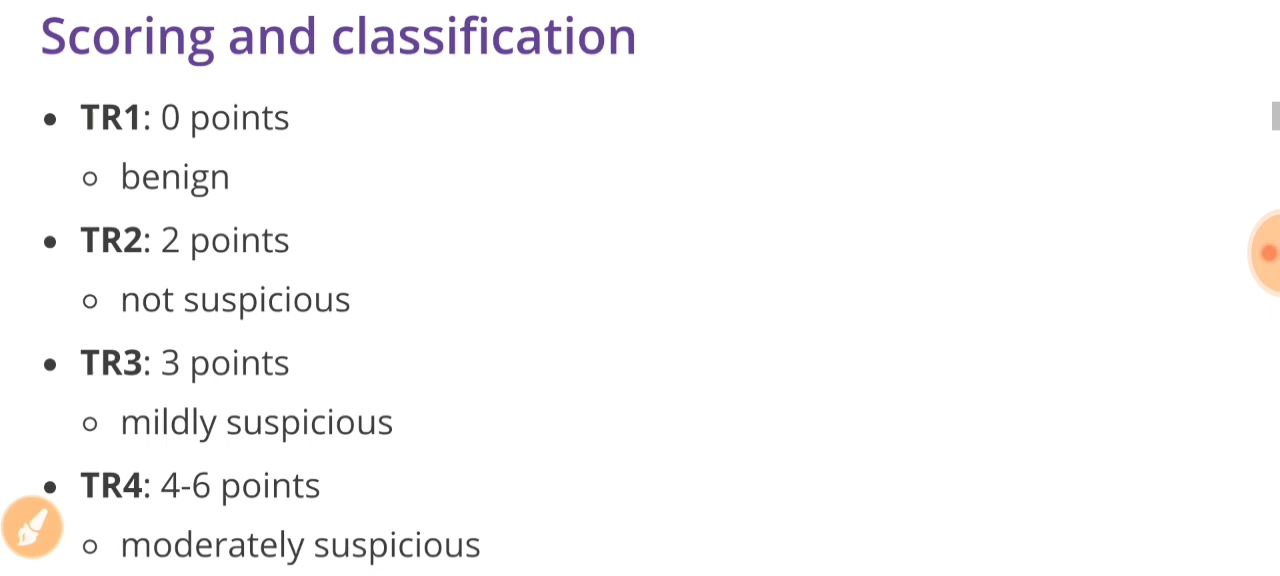 Scoring and classification
TR1: 0 points
benign
TR2: 2 points
not suspicious
TR3: 3 points
mildly suspicious
TR4: 4-6 points
moderately suspicious